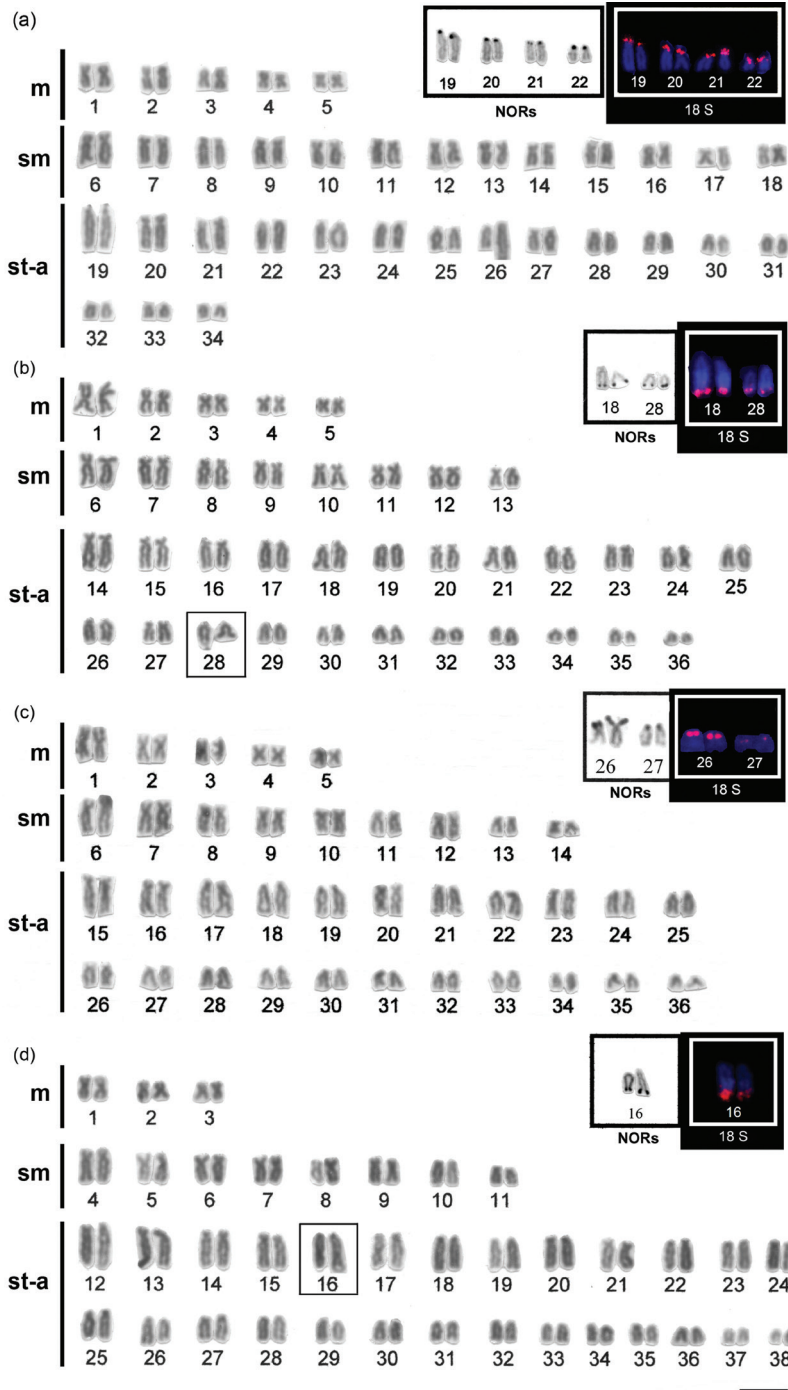 (a)
19 20 21 22
NORs
19 20 21 22
18 S
m
1 2 3 4 5
sm
6 7 8 9 10 11 12 13 14 15 16 17 18
st-a
19 20 21 22 23 24 25 26 27 28 29 30 31
32 33 34
(b)
18 28
NORs
18 28
18 S
m
1 2 3 4 5
sm
6 7 8 9 10 11 12 13
st-a
14 15 16 17 18 19 20 21 22 23 24 25
26 27 28 29 30 31 32 33 34 35 36
(c)
26 27
NORs
26 27
18 S
m
1 2 3 4 5
sm
6 7 8 9 10 11 12 13 14
st-a
15 16 17 18 19 20 21 22 23 24 25
26 27 28 29 30 31 32 33 34 35 36
(d)
16
NORs
16
18 S
m
1 2 3
sm
4 5 6 7 8 9 10 11
st-a
12 13 14 15 16 17 18 19 20 21 22 23 24
25 26 27 28 29 30 31 32 33 34 35 36 37 38